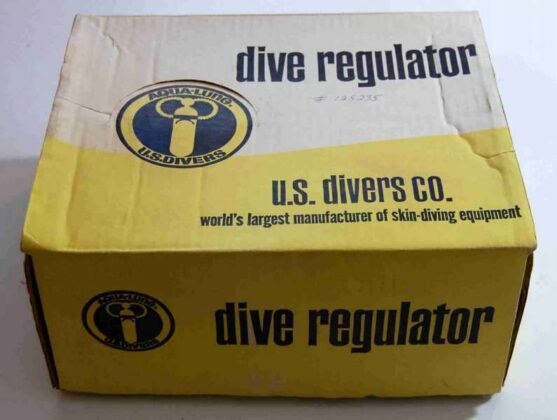 dive regulator
# 125235
AQUA-LUNG.
U.S.DIVERS
u.s. divers co.
world's largest manufacturer of skin-diving equipment
AQUA-LUNG.
U.S.DIVERS
dive regulator